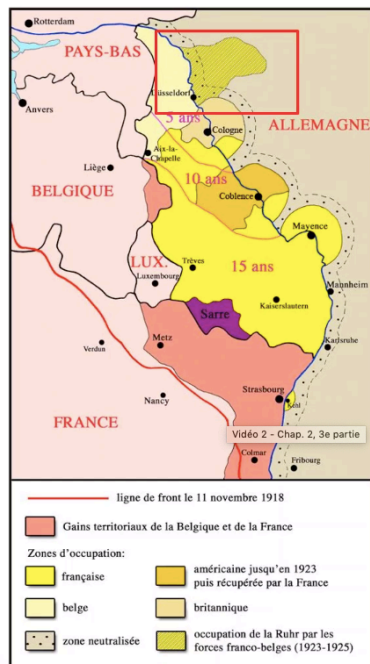 Rotterdam
PAYS-BAS
Anvers
Düsseldorf
5 ans
Cologne
ALLEMAGNE
Aix-la-
Chapelle
Liège
BELGIQUE
10 ans
Coblence
LUX.
Mayence
Trèves
15 ans
Luxembourg
Mannheim
Kaiserslautern
Sarre
Verdun
Metz
Karlsruhe
Nancy
Strasbourg
Kehl
FRANCE
Vidéo 2 - Chap. 2, 3e partie
Colmar
Fribourg
ligne de front le 11 novembre 1918
Gains territoriaux de la Belgique et de la France
Zones d'occupation:
française
américaine jusqu'en 1923
puis récupérée par la France
belge
britannique
zone neutralisée
occupation de la Ruhr par les
forces franco-belges (1923-1925)